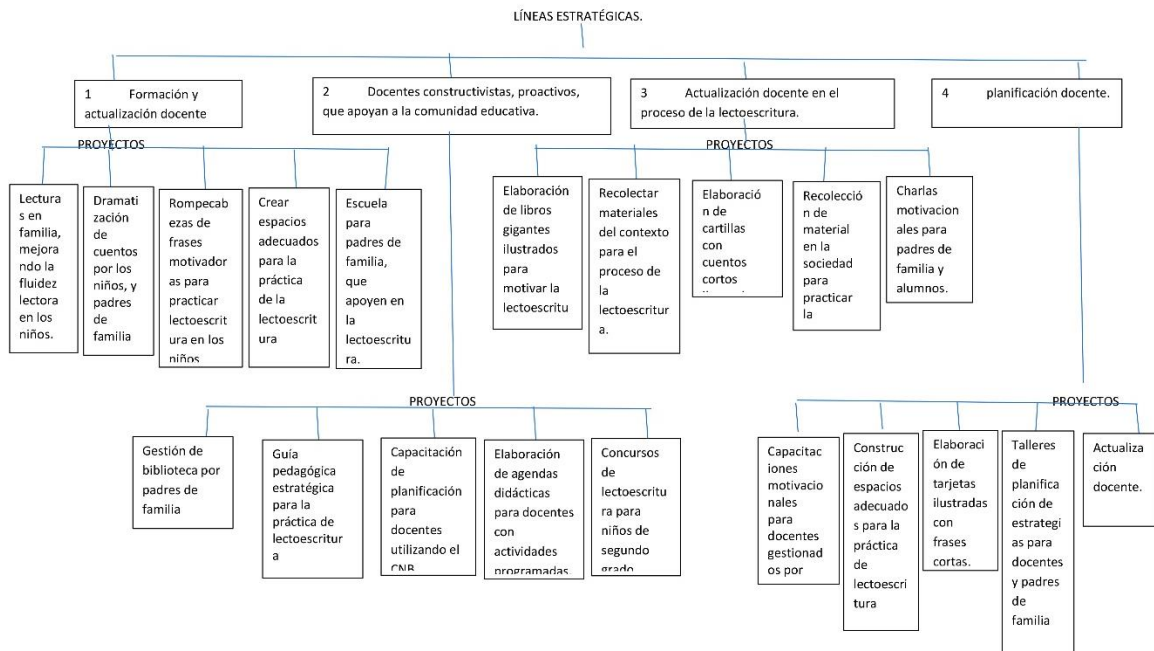 LÍNEAS ESTRATÉGICAS.
1 Formación y
actualización docente
2 Docentes constructivistas, proactivos,
que apoyan a la comunidad educativa.
3 Actualización docente en el
proceso de la lectoescritura.
4 planificación docente.
PROYECTOS
Lectura
s en
familia,
mejora
ndo la
fluidez
lectora
en los
niños.
Dramati
zación
de
cuentos
por los
niños, y
padres
de
familia
Rompecab
ezas de
frases
motivador
as para
practicar
lectoescrit
ura en los
niños
Crear
espacios
adecuados
para la
práctica
de la
lectoescrit
ura
Escuela
para
padres de
familia,
que
apoyen en
la
lectoescritu
ra.
PROYECTOS
Elaboración
de libros
gigantes
ilustrados
para
motivar la
lectoescritu
Recolectar
materiales
del contexto
para el
proceso de
la
lectoescritur
a.
Elaboració
n de
cartillas
con
cuentos
cortos
Recolecció
n de
material
en la
sociedad
para
practicar
la
Charlas
motivacion
ales para
padres de
familia y
alumnos.
PROYECTOS
Gestión de
biblioteca por
padres de
familia
Guía
pedagógica
estratégica
para la
práctica de
lectoescritur
a
Capacitación
de
planificación
para
docentes
utilizando el
CNB
Elaboración
de agendas
didácticas
para docentes
con
actividades
programadas.
Concursos
de
lectoescritu
ra para
niños de
segundo
grado
PROYECTOS
Capacitac
iones
motivacio
nales
para
docentes
gestionad
os por
Construc
ción de
espacios
adecuado
s para la
práctica
de
lectoescri
tura
Elaboraci
ón de
tarjetas
ilustradas
con
frases
cortas.
Talleres
de
planificac
ión de
estrategi
as para
docentes
y padres
de
familia
Actualiza
ción
docente.